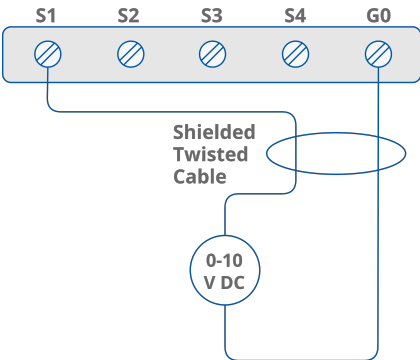 S1 S2 S3 S4 G0
Shielded
Twisted
Cable
0-10
V DC